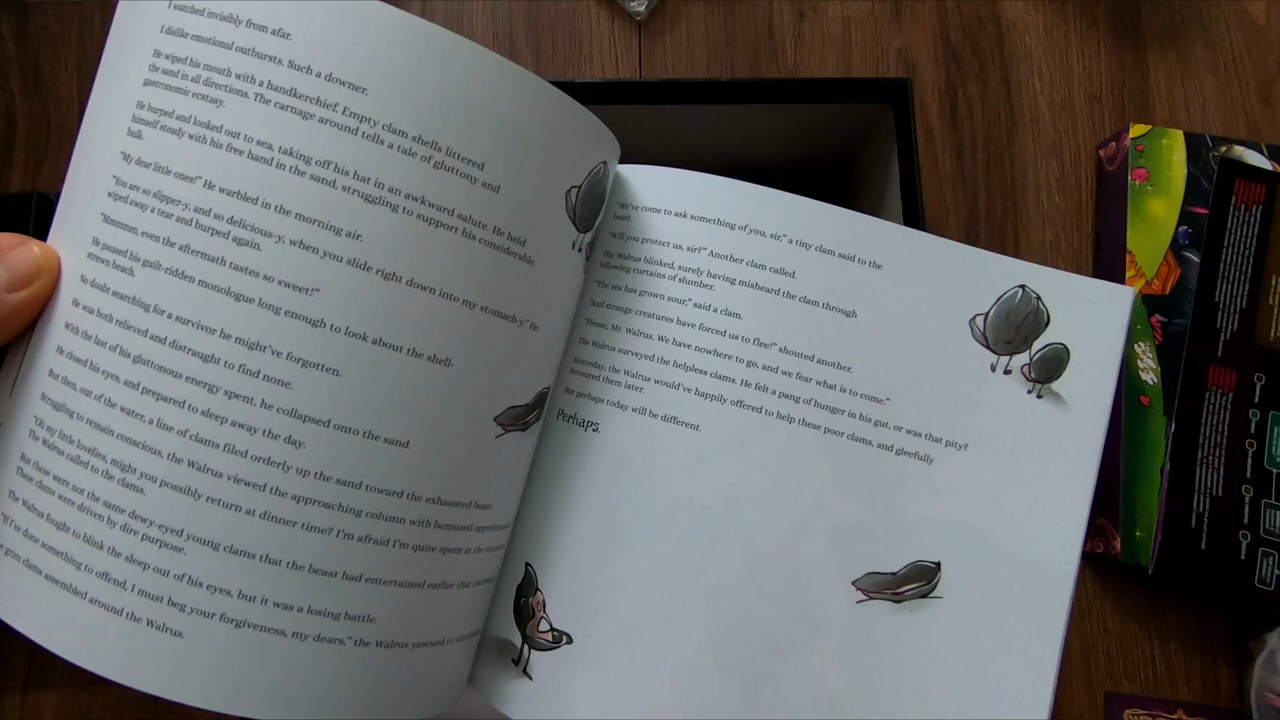 I watched invisibly from afar.
I dislike emotional outbursts. Such a downer.
He wiped his mouth with a handkerchief. Empty clam shells littered
the sand in all directions. The carnage around tells a tale of gluttony and
gastronomic ecstasy.
He burped and looked out to sea, taking off his hat in an awkward salute. He held
himself steady with his free hand in the sand, struggling to support his considerable
bulk.
"My dear little ones!" He warbled in the morning air.
"You are so slipper-y, and so delicious-y, when you slide right down into my stomach-y." He
wiped away a tear and burped again.
"Mmmmm, even the aftermath tastes so sweet!"
He paused his guilt-ridden monologue long enough to look about the shell-
strewn beach.
No doubt searching for a survivor he might've forgotten.
He was both relieved and distraught to find none.
With the last of his gluttonous energy spent, he collapsed onto the sand.
He closed his eyes, and prepared to sleep away the day.
But then, out of the water, a line of clams filed orderly up the sand toward the exhausted beast.
Struggling to remain conscious, the Walrus viewed the approaching column with bemused
"Oh my little lovelies, might you possibly return at dinner time? I'm afraid I'm quite spent at the
The Walrus called to the clams.
But these were not the same dewy-eyed young clams that the beast had entertained earlier that
These clams were driven by dire purpose.
The Walrus fought to blink the sleep out of his eyes, but it was a losing battle.
"If I've done something to offend, I must beg your forgiveness, my dears," the Walrus yawned to the
grim clams assembled around the Walrus.
"We've come to ask something of you, sir," a tiny clam said to the
beast.
"Will you protect us, sir?" Another clam called.
The Walrus blinked, surely having misheard the clam through
billowing curtains of slumber.
"The sea has grown sour," said a clam.
"And strange creatures have forced us to flee!" shouted another.
"Please, Mr. Walrus. We have nowhere to go, and we fear what is to come."
The Walrus surveyed the helpless clams. He felt a pang of hunger in his gut, or was that pity?
Yesterday, the Walrus would've happily offered to help these poor clams, and gleefully
devoured them later.
But perhaps today will be different.
Perhaps.